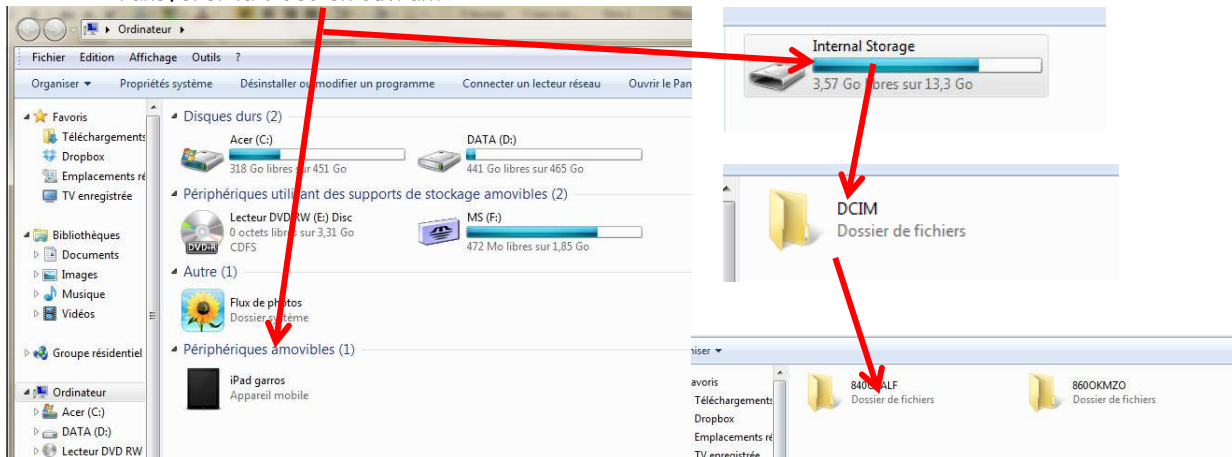 Ordinateur
Fichier Edition Affichage Outils ?
Organiser Propriétés système Désinstaller ou modifier un programme Connecter un lecteur réseau Ouvrir le Pan
Favoris
Téléchargements
Dropbox
Emplacements ré
TV enregistrée
Bibliothèques
Documents
Images
Musique
Vidéos
Groupe résidentiel
Ordinateur
Acer (C:)
DATA (D:)
Lecteur DVD RW
Disques durs (2)
Acer (C:)
318 Go libres sur 451 Go
DATA (D:)
441 Go libres sur 465 Go
Périphériques utilisant des supports de stockage amovibles (2)
Lecteur DVD RW (E:) Disc
0 octets libres sur 3,31 Go
CDFS
DVD-R
MS (F:)
472 Mo libres sur 1,85 Go
Autre (1)
Flux de photos
Dossier système
Périphériques amovibles (1)
iPad garros
Appareil mobile
Internal Storage
3,57 Go libres sur 13,3 Go
DCIM
Dossier de fichiers
niser
avoris
Téléchargements
Dropbox
Emplacements ré
TV enregistrée
Dossier de fichiers
860OKMZO
Dossier de fichiers